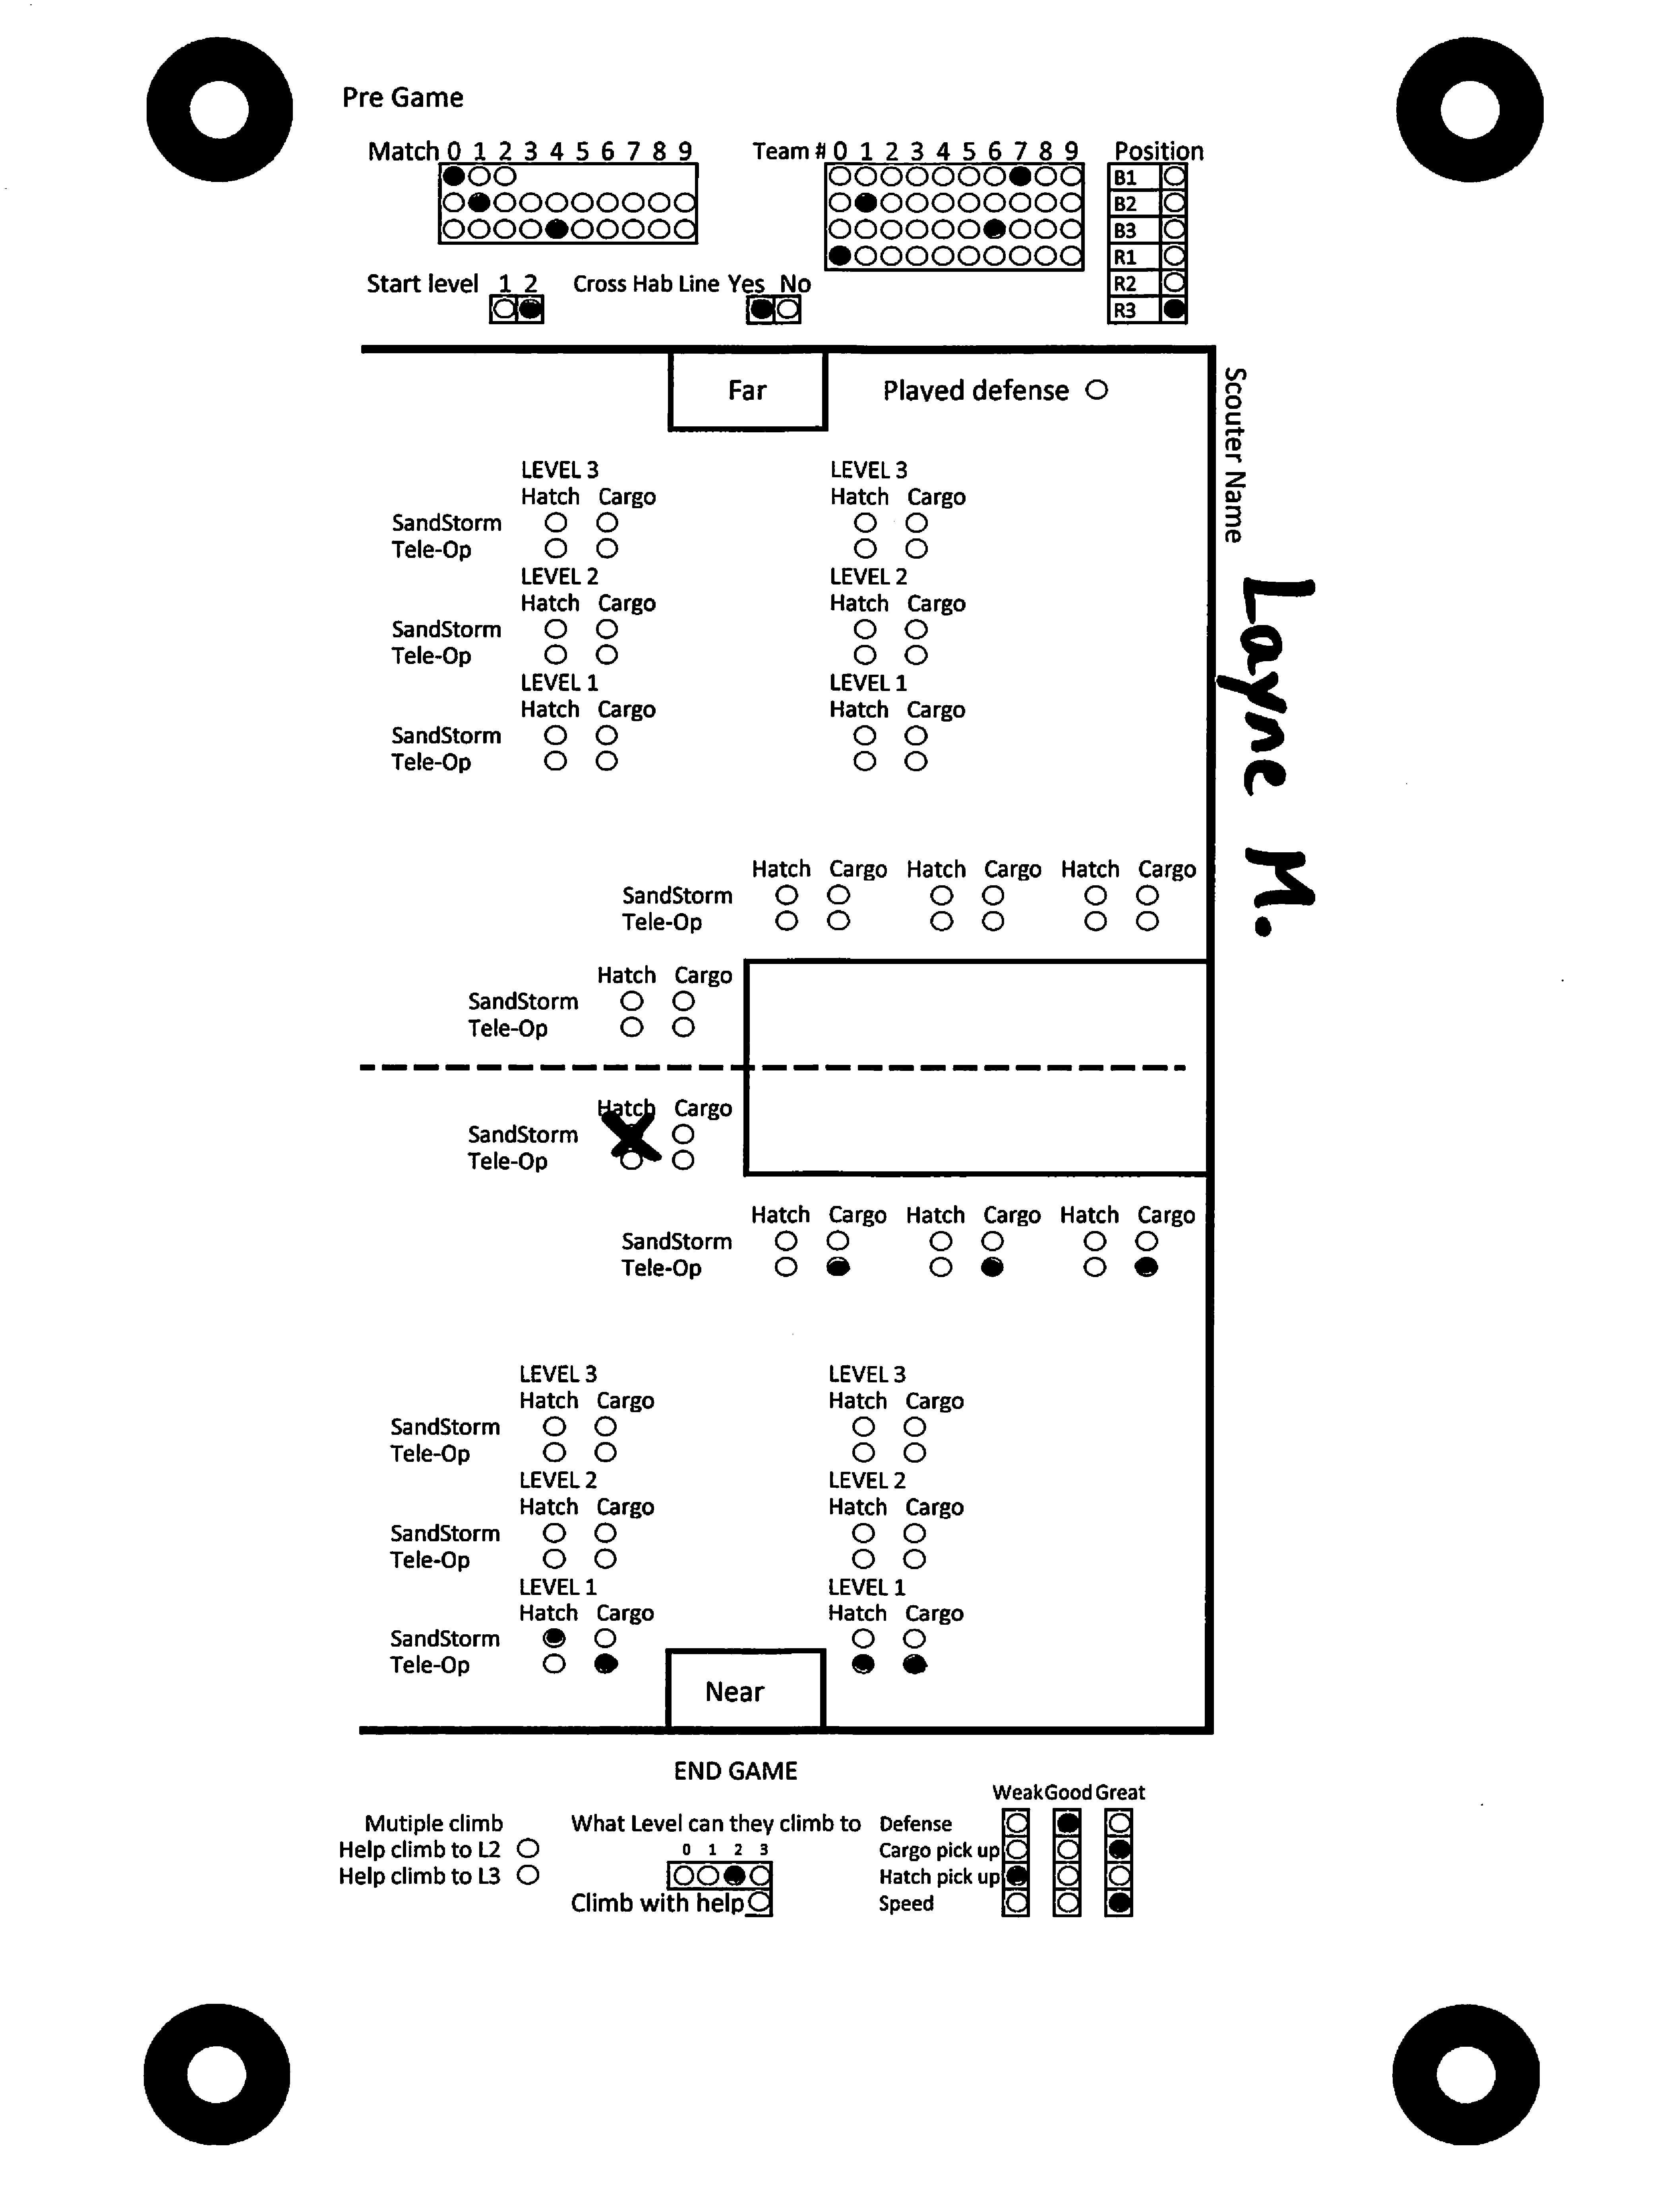 Pre Game
Match 0 1 2 3 4 5 6 7 8 9
Team # 0 1 2 3 4 5 6 7 8 9
Position
B1
B2
B3
R1
R2
R3
Start level 1 2
Cross Hab Line Yes No
Far
Played defense
Scouter Name
Layne M.
LEVEL 3 LEVEL 3
Hatch Cargo Hatch Cargo
SandStorm
Tele-Op
LEVEL 2 LEVEL 2
Hatch Cargo Hatch Cargo
SandStorm
Tele-Op
LEVEL 1 LEVEL 1
Hatch Cargo Hatch Cargo
SandStorm
Tele-Op
Hatch Cargo Hatch Cargo Hatch Cargo
SandStorm
Tele-Op
Hatch Cargo
SandStorm
Tele-Op
Hatch Cargo
SandStorm
Tele-Op
Hatch Cargo Hatch Cargo Hatch Cargo
SandStorm
Tele-Op
LEVEL 3 LEVEL 3
Hatch Cargo Hatch Cargo
SandStorm
Tele-Op
LEVEL 2 LEVEL 2
Hatch Cargo Hatch Cargo
SandStorm
Tele-Op
LEVEL 1 LEVEL 1
Hatch Cargo Hatch Cargo
SandStorm
Tele-Op
Near
END GAME
Mutiple climb
Help climb to L2
Help climb to L3
What Level can they climb to
0 1 2 3
Climb with help
Weak Good Great
Defense
Cargo pick up
Hatch pick up
Speed